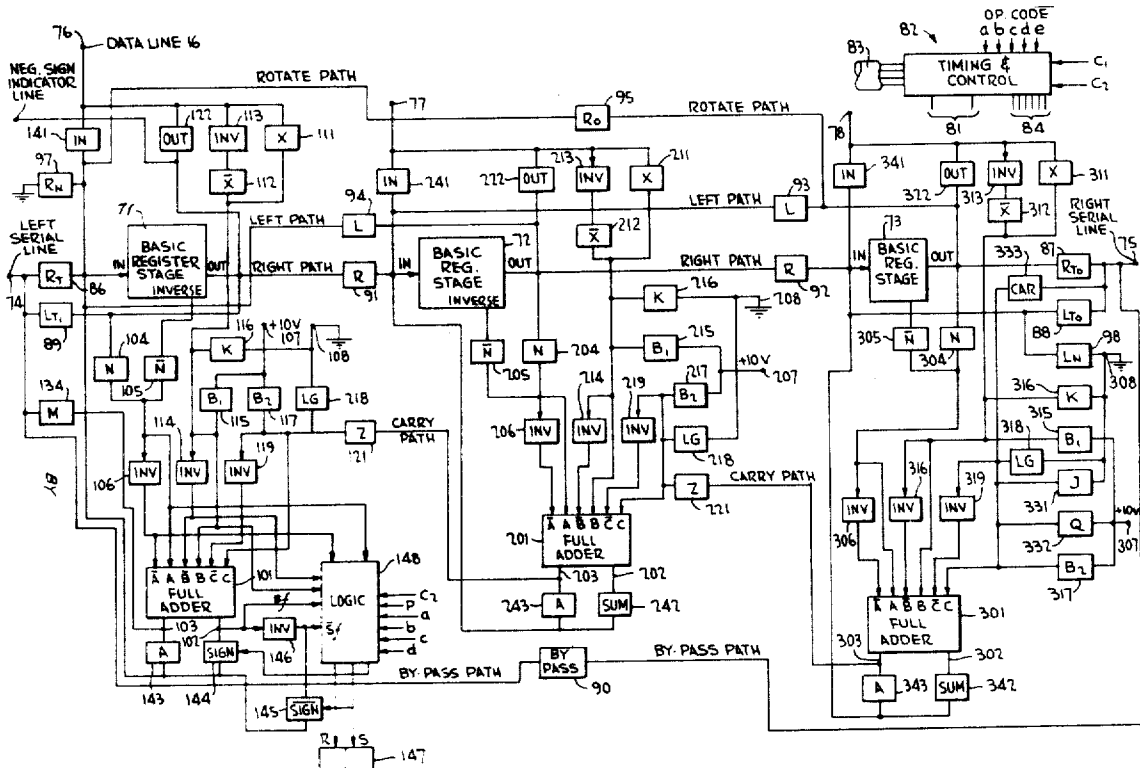 76
DATA LINE 16
NEG. SIGN
INDICATOR
LINE
ROTATE PATH
77
95
R₀
ROTATE PATH
82
OP. CODE
a b c d e
83
TIMING &
CONTROL
C₁
C₂
81
84
78
141
IN
122
OUT
113
INV
X
111
97
R_N
X̄
112
241
IN
222
OUT
213
INV
X
211
X̄
212
341
IN
322
OUT
313
INV
X
311
X̄
312
LEFT
SERIAL
LINE
71
BASIC
REGISTER
STAGE
IN
OUT
INVERSE
LEFT PATH
94
L
LEFT PATH
93
L
RIGHT PATH
R
91
72
BASIC
REG.
STAGE
IN
OUT
INVERSE
RIGHT PATH
R
92
73
BASIC
REGISTER
STAGE
IN
OUT
RIGHT
SERIAL
LINE
87
R_T0
75
333
CAR
74
R_T
86
L_T1
89
L_T0
88
L_N
98
104
N
N̄
105
116
K
+10V
107
108
134
M
B₁
115
B₂
117
LG
218
114
INV
INV
119
Z
121
CARRY
PATH
106
INV
BY
N̄
205
N
204
K
216
208
B₁
215
+10V
207
217
B₂
206
INV
214
INV
219
INV
LG
218
Z
221
CARRY PATH
305
N̄
304
N
308
K
316
315
B₁
318
LG
J
331
+10V
307
Q
332
B₂
317
306
INV
316
INV
319
INV
Ā A B̄ B C̄ C
FULL
ADDER
101
103
102
148
LOGIC
S̄f
C₂
P
a
b
c
d
INV
146
A
143
SIGN
144
145
SIGN
R S
147
Ā A B̄ B C̄ C
FULL
ADDER
201
203
202
243
A
SUM
242
BY-PASS PATH
BY
PASS
90
BY-PASS PATH
Ā A B̄ B C̄ C
FULL
ADDER
301
303
302
A
343
SUM
342